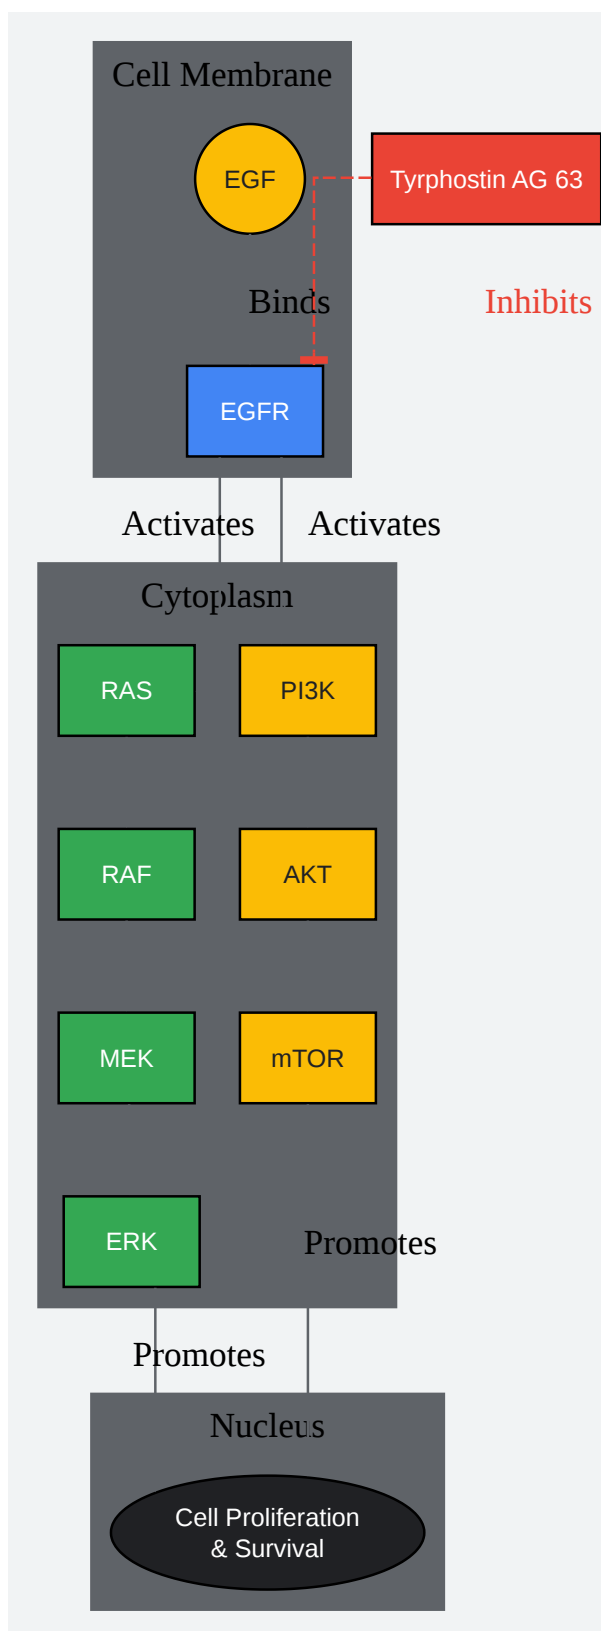 Cell Membrane
EGF
Tyrphostin AG 63
Binds
Inhibits
EGFR
Activates
Activates
Cytoplasm
RAS
PI3K
RAF
AKT
MEK
mTOR
ERK
Promotes
Promotes
Nucleus
Cell Proliferation
& Survival